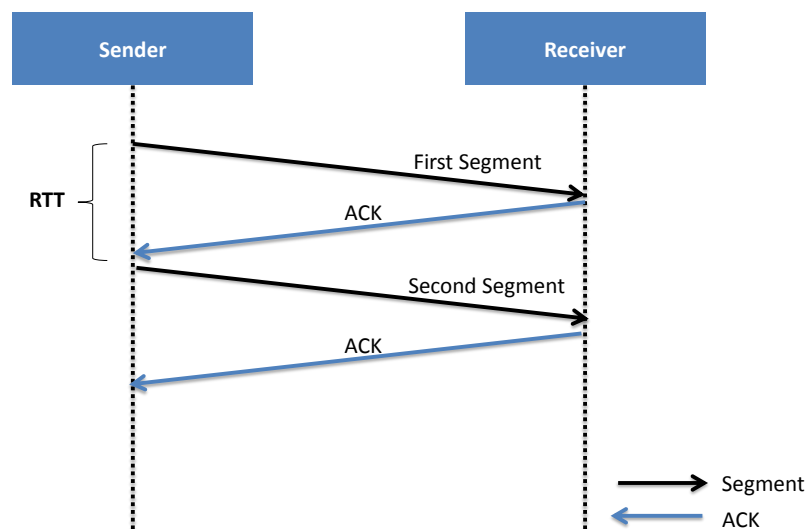 Sender
Receiver
First Segment
RTT
ACK
Second Segment
ACK
Segment
ACK